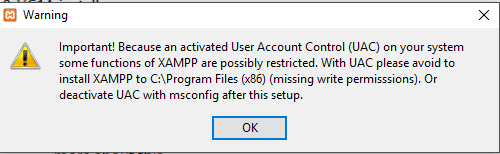 Warning
Important! Because an activated User Account Control (UAC) on your system
some functions of XAMPP are possibly restricted. With UAC please avoid to
install XAMPP to C:\Program Files (x86) (missing write permisssions). Or
deactivate UAC with msconfig after this setup.
OK